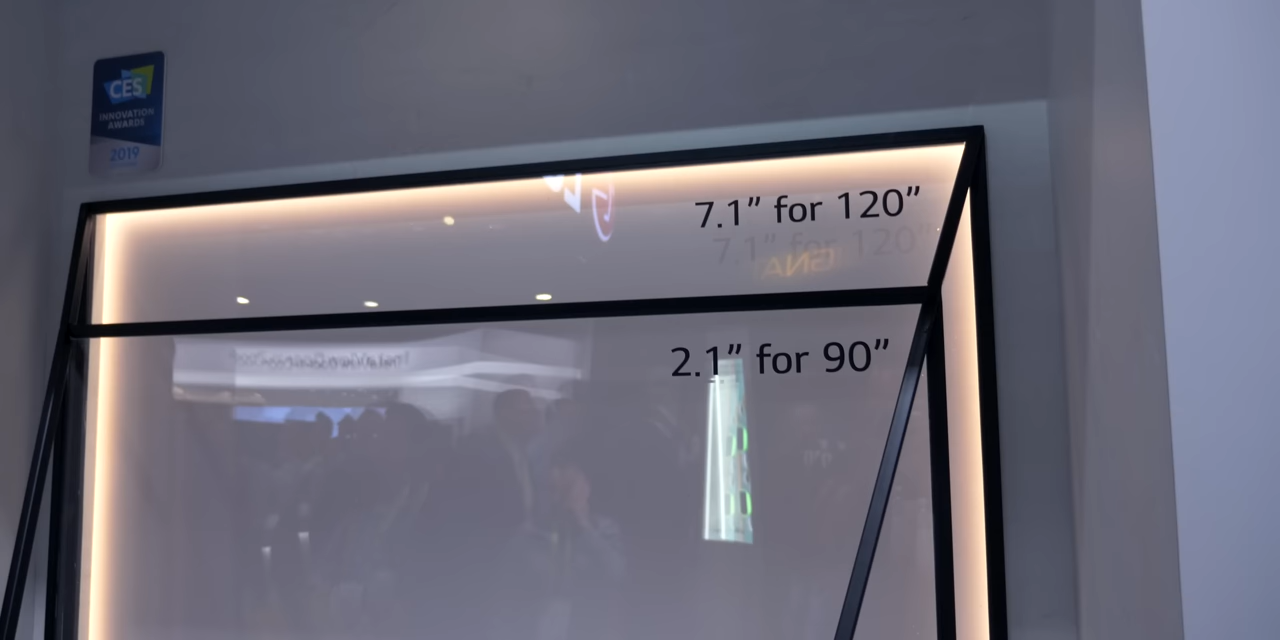 CES
INNOVATION
AWARDS
2019
7.1” for 120”
2.1” for 90”